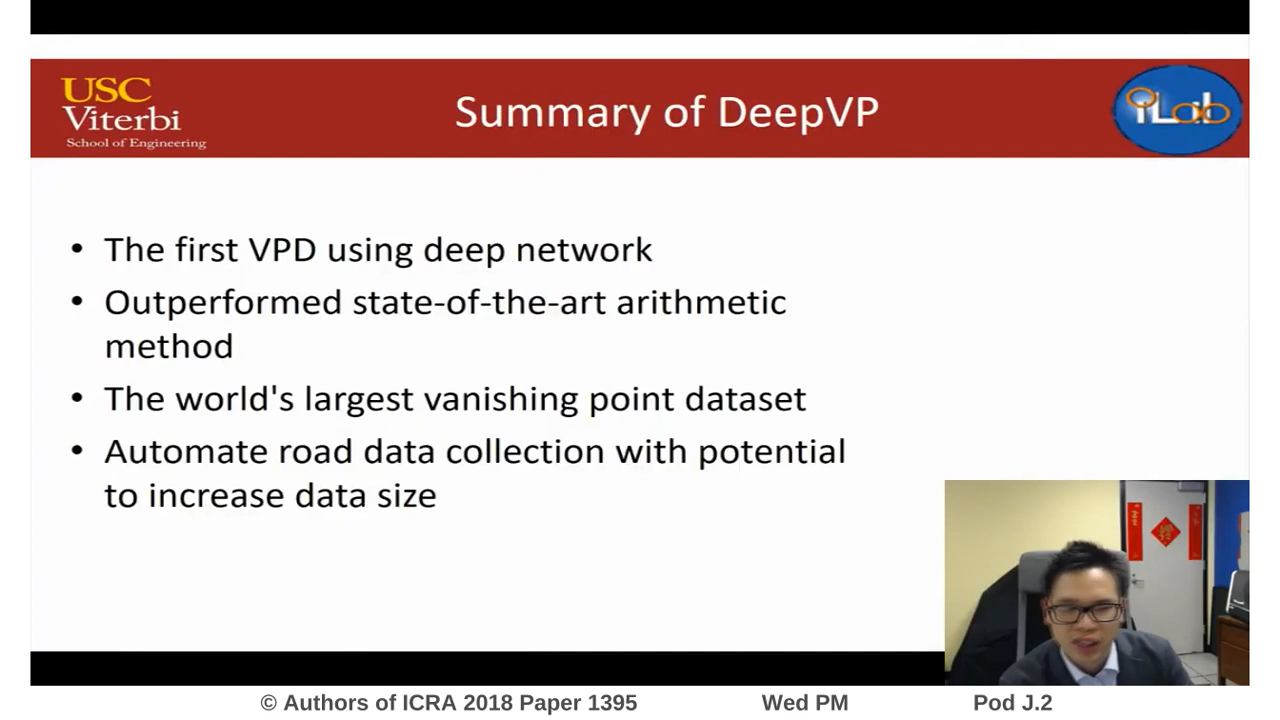 USC
Viterbi
School of Engineering
Summary of DeepVP
iLab
• The first VPD using deep network
• Outperformed state-of-the-art arithmetic
method
• The world's largest vanishing point dataset
• Automate road data collection with potential
to increase data size
© Authors of ICRA 2018 Paper 1395 Wed PM Pod J.2